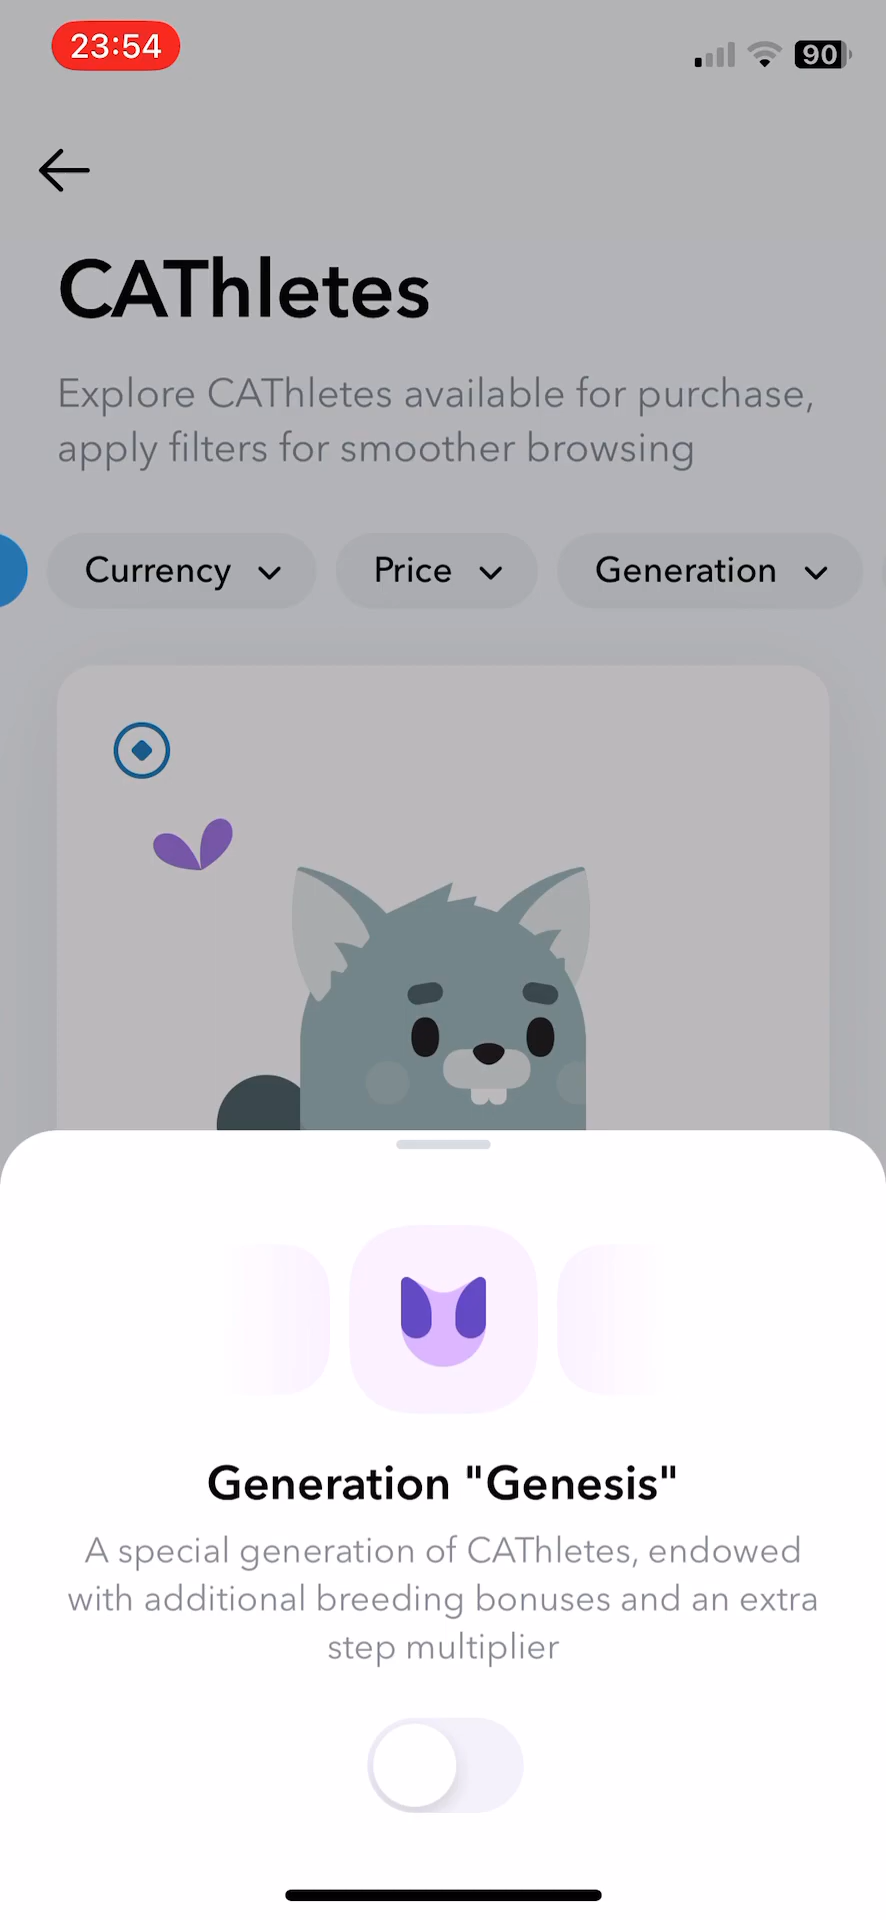 23:54
90
CAThletes
Explore CAThletes available for purchase,
apply filters for smoother browsing
Currency
Price
Generation
Generation "Genesis"
A special generation of CAThletes, endowed
with additional breeding bonuses and an extra
step multiplier